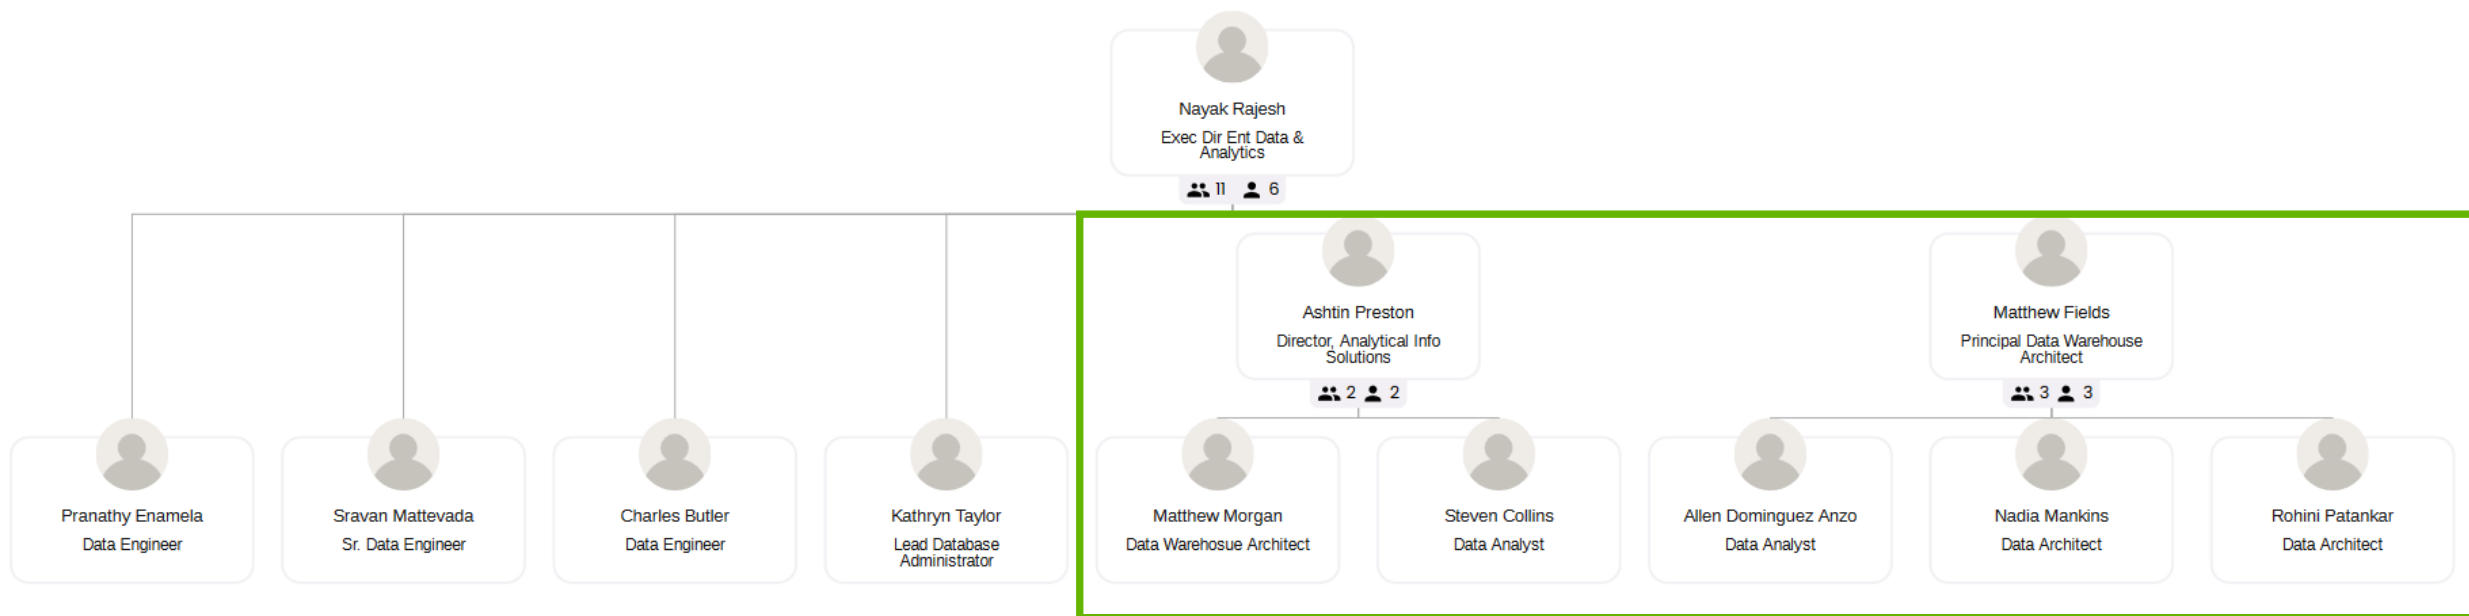 Nayak Rajesh
Exec Dir Ent Data &
Analytics
11 6
Ashtin Preston
Director, Analytical Info
Solutions
2 2
Matthew Fields
Principal Data Warehouse
Architect
3 3
Pranathy Enamela
Data Engineer
Sravan Mattevada
Sr. Data Engineer
Charles Butler
Data Engineer
Kathryn Taylor
Lead Database
Administrator
Matthew Morgan
Data Warehosue Architect
Steven Collins
Data Analyst
Allen Dominguez Anzo
Data Analyst
Nadia Mankins
Data Architect
Rohini Patankar
Data Architect